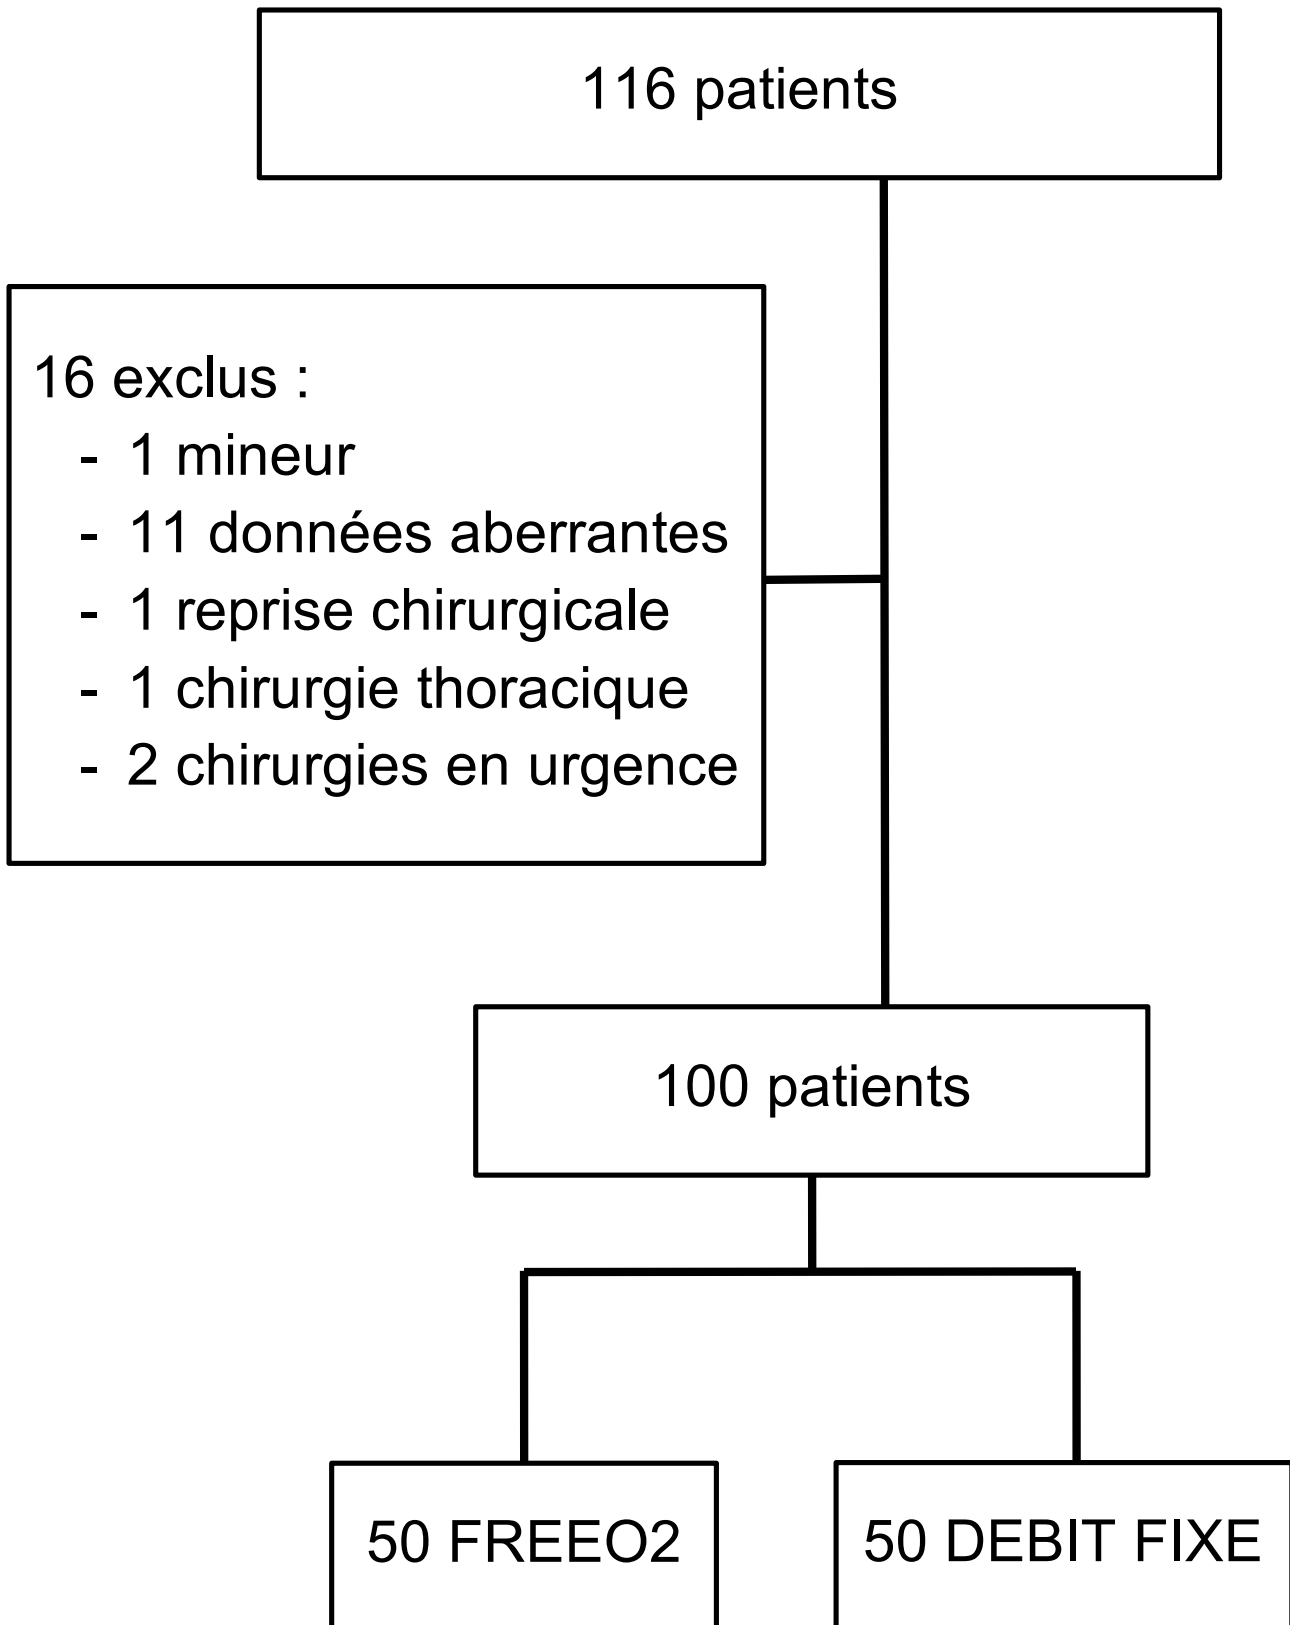 116 patients
16 exclus :
- 1 mineur
- 11 données aberrantes
- 1 reprise chirurgicale
- 1 chirurgie thoracique
- 2 chirurgies en urgence
100 patients
50 FREEO2
50 DEBIT FIXE